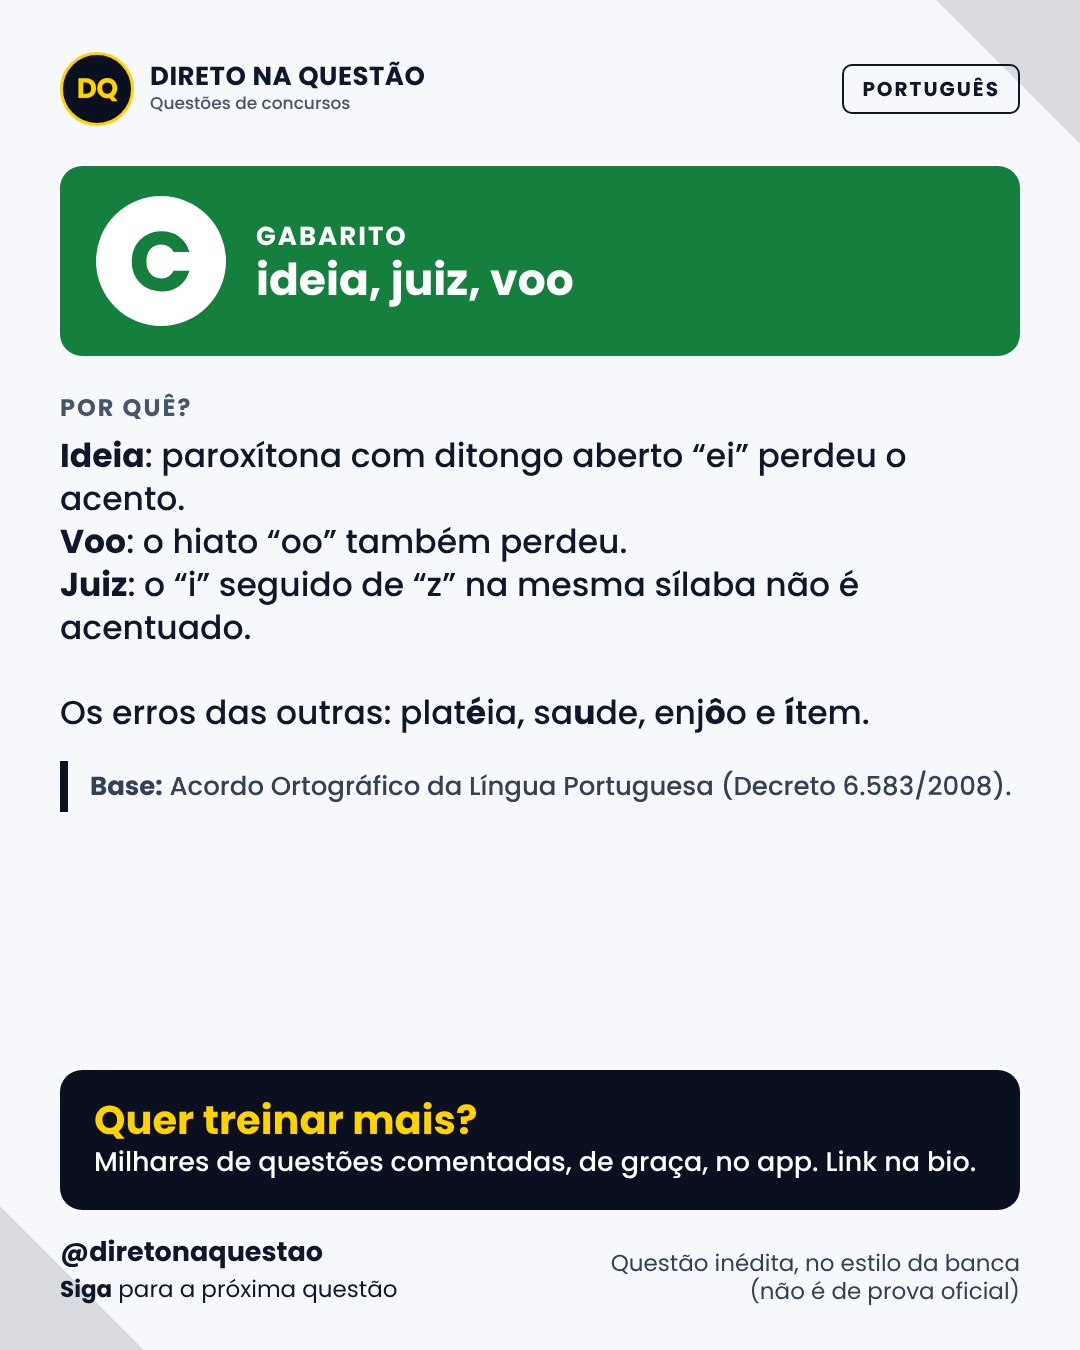 DQ
DIRETO NA QUESTÃO
Questões de concursos
PORTUGUÊS
C
GABARITO
ideia, juiz, voo
POR QUÊ?
Ideia: paroxítona com ditongo aberto “ei” perdeu o
acento.
Voo: o hiato “oo” também perdeu.
Juiz: o “i” seguido de “z” na mesma sílaba não é
acentuado.
Os erros das outras: platéia, saude, enjôo e ítem.
Base: Acordo Ortográfico da Língua Portuguesa (Decreto 6.583/2008).
Quer treinar mais?
Milhares de questões comentadas, de graça, no app. Link na bio.
@diretonaquestao
Siga para a próxima questão
Questão inédita, no estilo da banca
(não é de prova oficial)